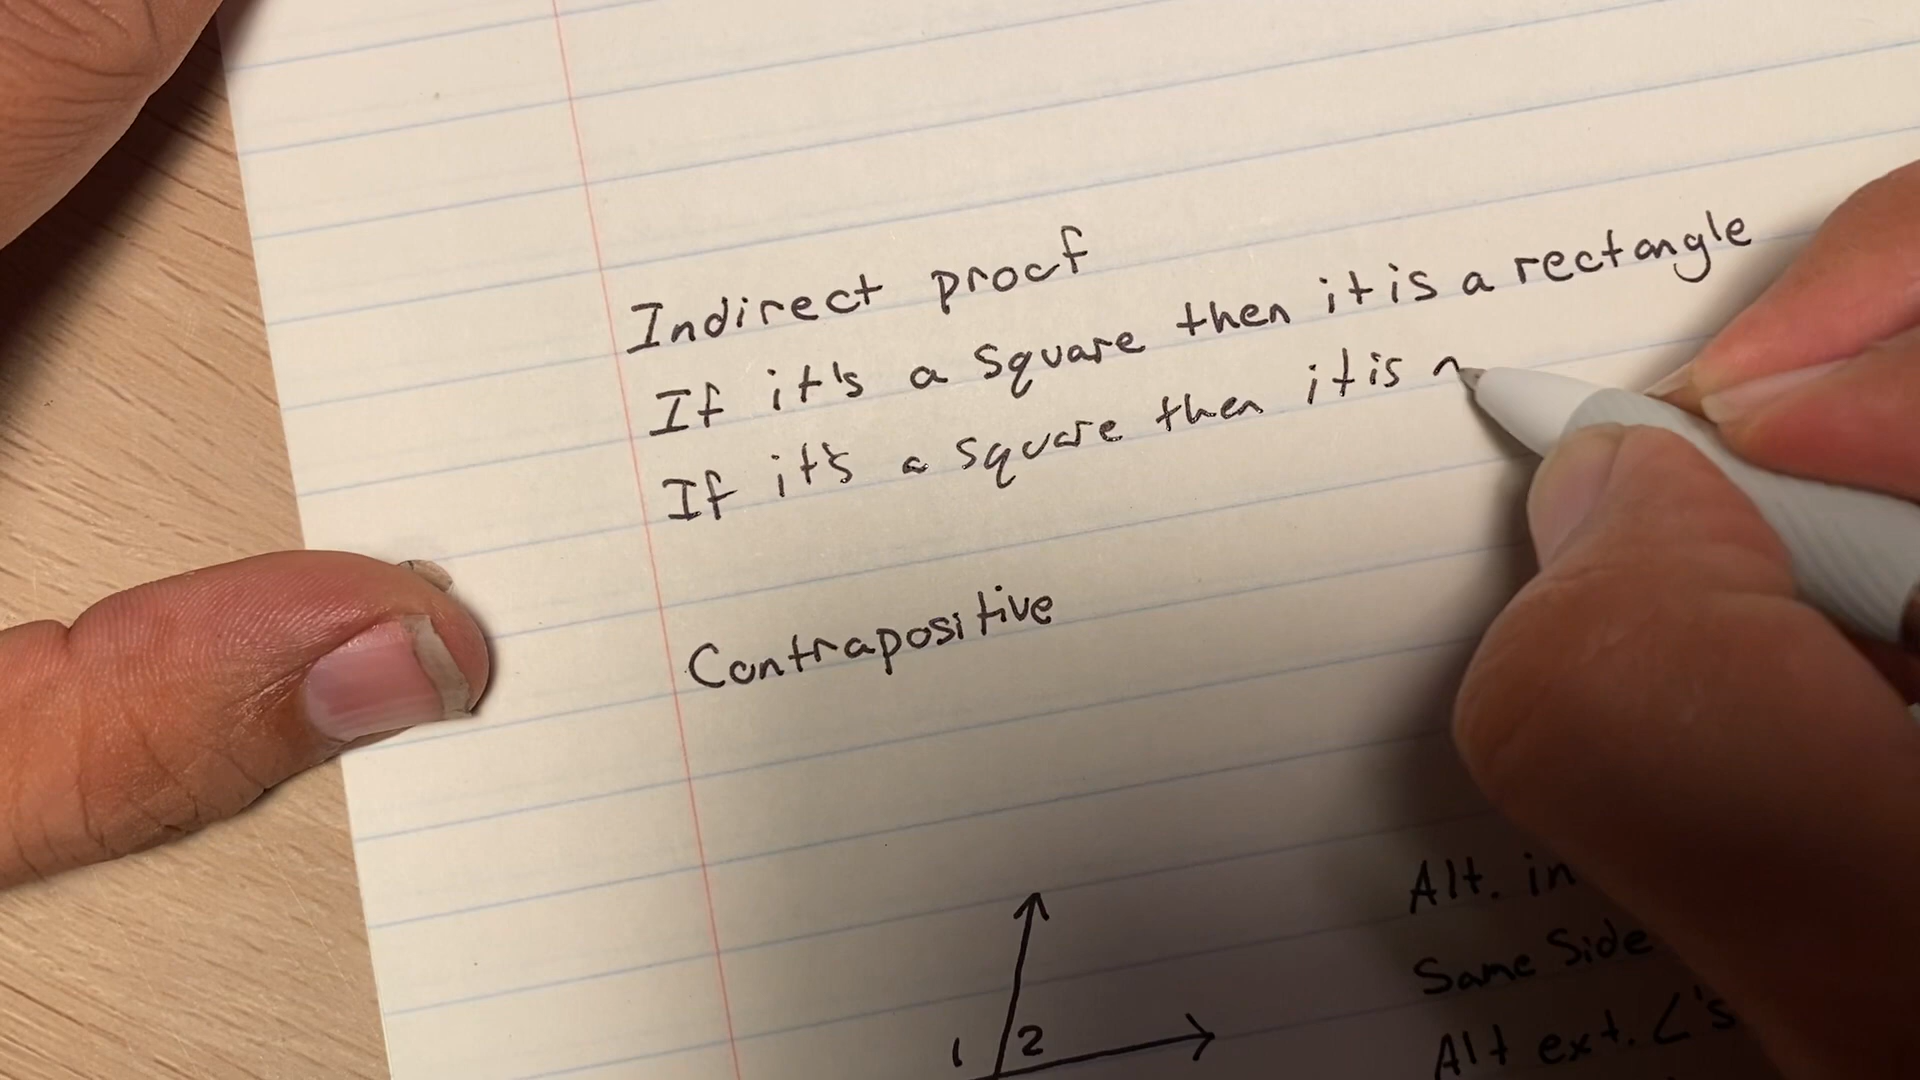 Indirect proof
If it's a square then it is a rectangle
If it's a square then it is
Contrapositive
Alt. in
Same Side
Alt ext. ∠'s
1 2